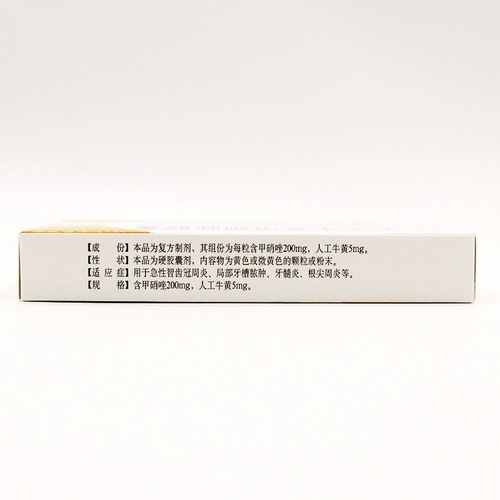 【成　份】本品为复方制剂，其组份为每粒含甲硝唑200mg，人工牛黄5mg。
【性　状】本品为硬胶囊剂，内容物为黄色或微黄色的颗粒或粉末。
【适应症】用于急性智齿冠周炎、局部牙槽脓肿、牙髓炎、根尖周炎等。
【规　格】含甲硝唑200mg，人工牛黄5mg。